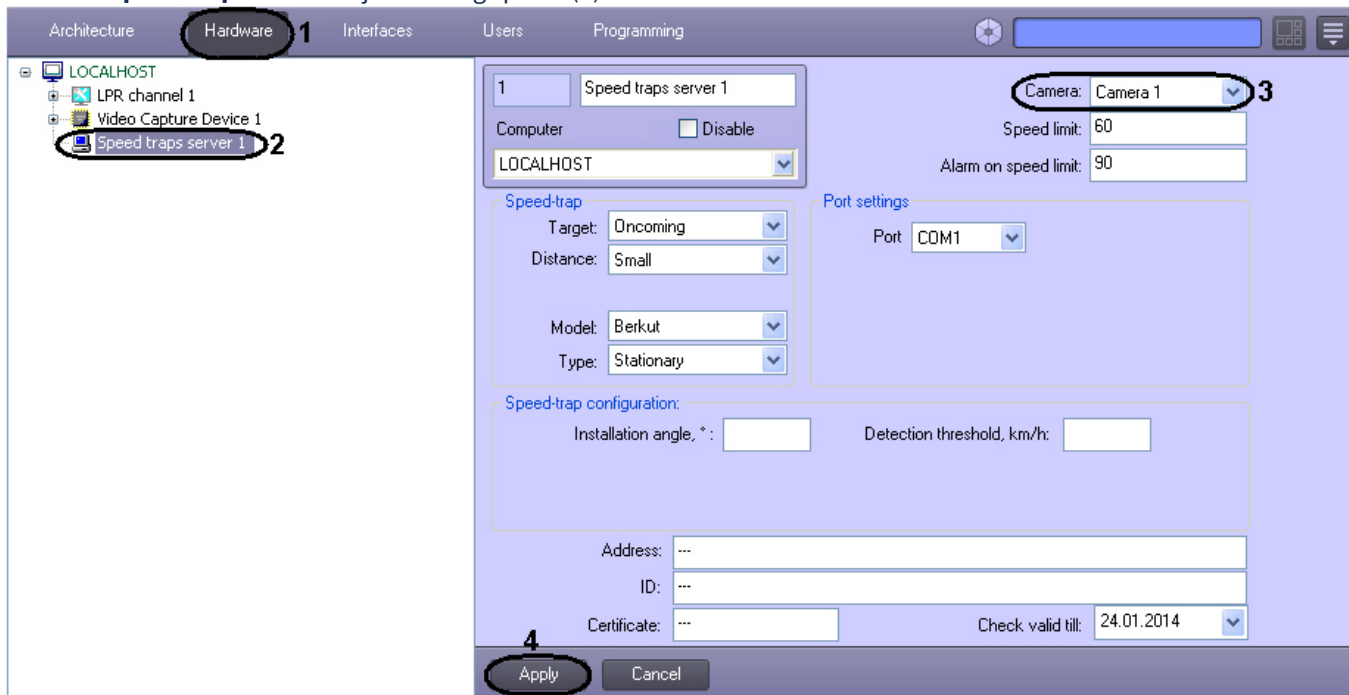 Architecture Hardware 1 Interfaces Users Programming
LOCALHOST
LPR channel 1
Video Capture Device 1
Speed traps server 1 2
1 Speed traps server 1
Computer Disable
LOCALHOST
Camera: Camera 1 3
Speed limit: 60
Alarm on speed limit: 90
Speed-trap
Target: Oncoming
Distance: Small
Model: Berkut
Type: Stationary
Port settings
Port COM1
Speed-trap configuration:
Installation angle, ° : Detection threshold, km/h:
Address: ---
ID: ---
Certificate: --- Check valid till: 24.01.2014
4
Apply Cancel